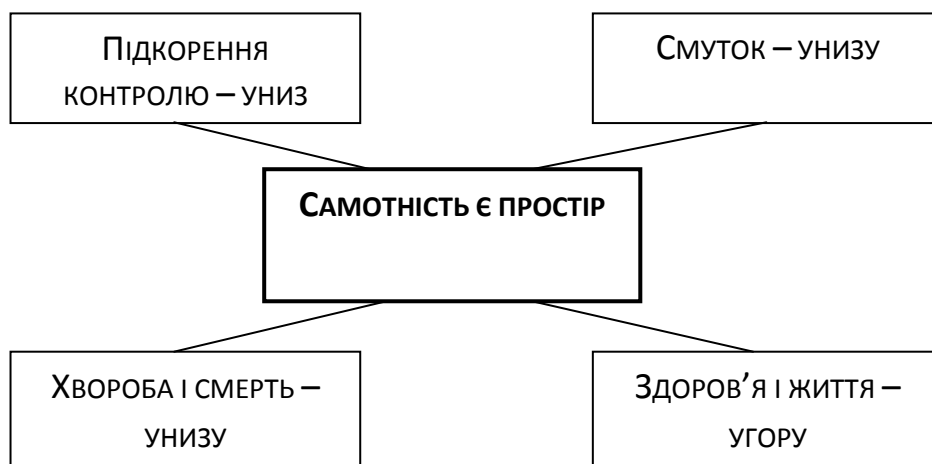 Підкорення
контролю – униз
Смуток – унизу
Самотність є простір
Хвороба і смерть –
унизу
Здоров’я і життя –
угору